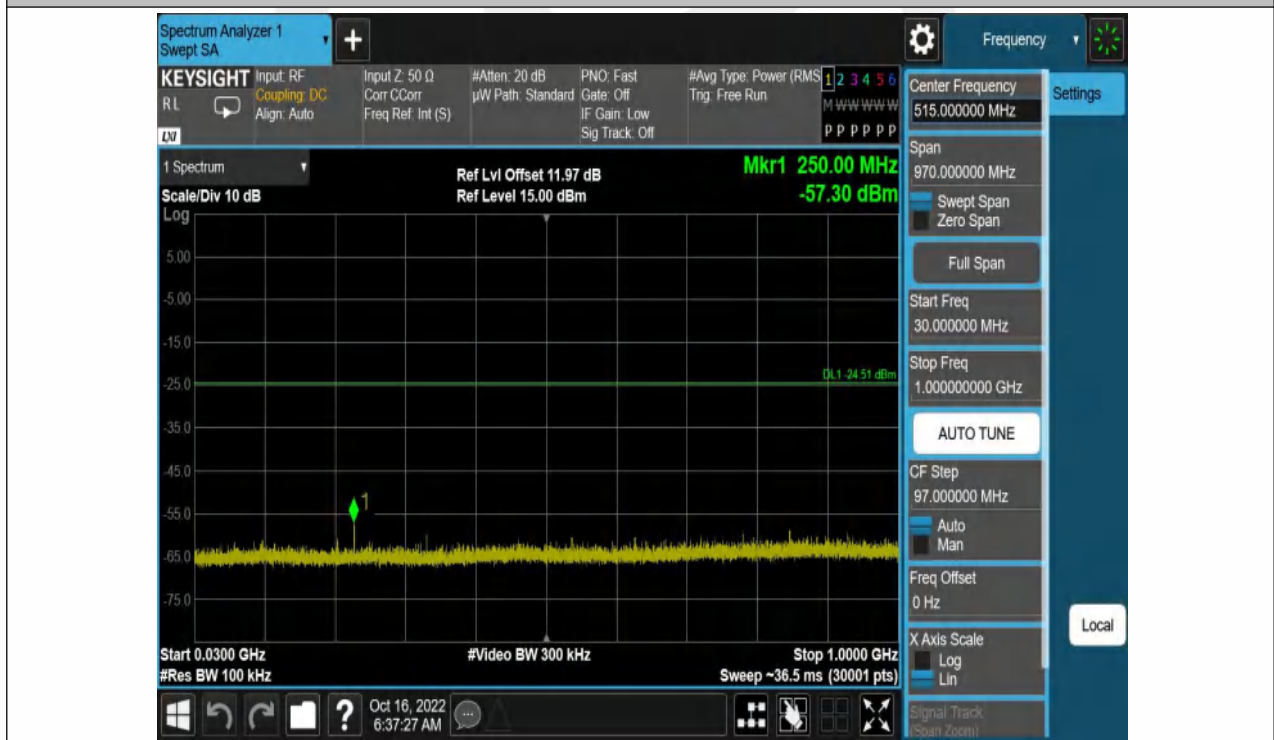 Spectrum Analyzer 1
Swept SA
+
Frequency
KEYSIGHT
RL
LXI
Input: RF
Coupling: DC
Align: Auto
Input Z: 50 Ω
Corr CCorr
Freq Ref: Int (S)
#Atten: 20 dB
µW Path: Standard
PNO: Fast
Gate: Off
IF Gain: Low
Sig Track: Off
#Avg Type: Power (RMS
Trig: Free Run
1 2 3 4 5 6
M W W W W W
P P P P P P
1 Spectrum
Scale/Div 10 dB
Log
Ref Lvl Offset 11.97 dB
Ref Level 15.00 dBm
Mkr1 250.00 MHz
-57.30 dBm
5.00
-5.00
-15.0
-25.0
-35.0
-45.0
-55.0
-65.0
-75.0
DL1 -24.51 dBm
1
Start 0.0300 GHz
#Res BW 100 kHz
#Video BW 300 kHz
Stop 1.0000 GHz
Sweep ~36.5 ms (30001 pts)
?
Oct 16, 2022
6:37:27 AM
Center Frequency
515.000000 MHz
Span
970.000000 MHz
Swept Span
Zero Span
Full Span
Start Freq
30.000000 MHz
Stop Freq
1.000000000 GHz
AUTO TUNE
CF Step
97.000000 MHz
Auto
Man
Freq Offset
0 Hz
X Axis Scale
Log
Lin
Signal Track
(Span Zoom)
Settings
Local